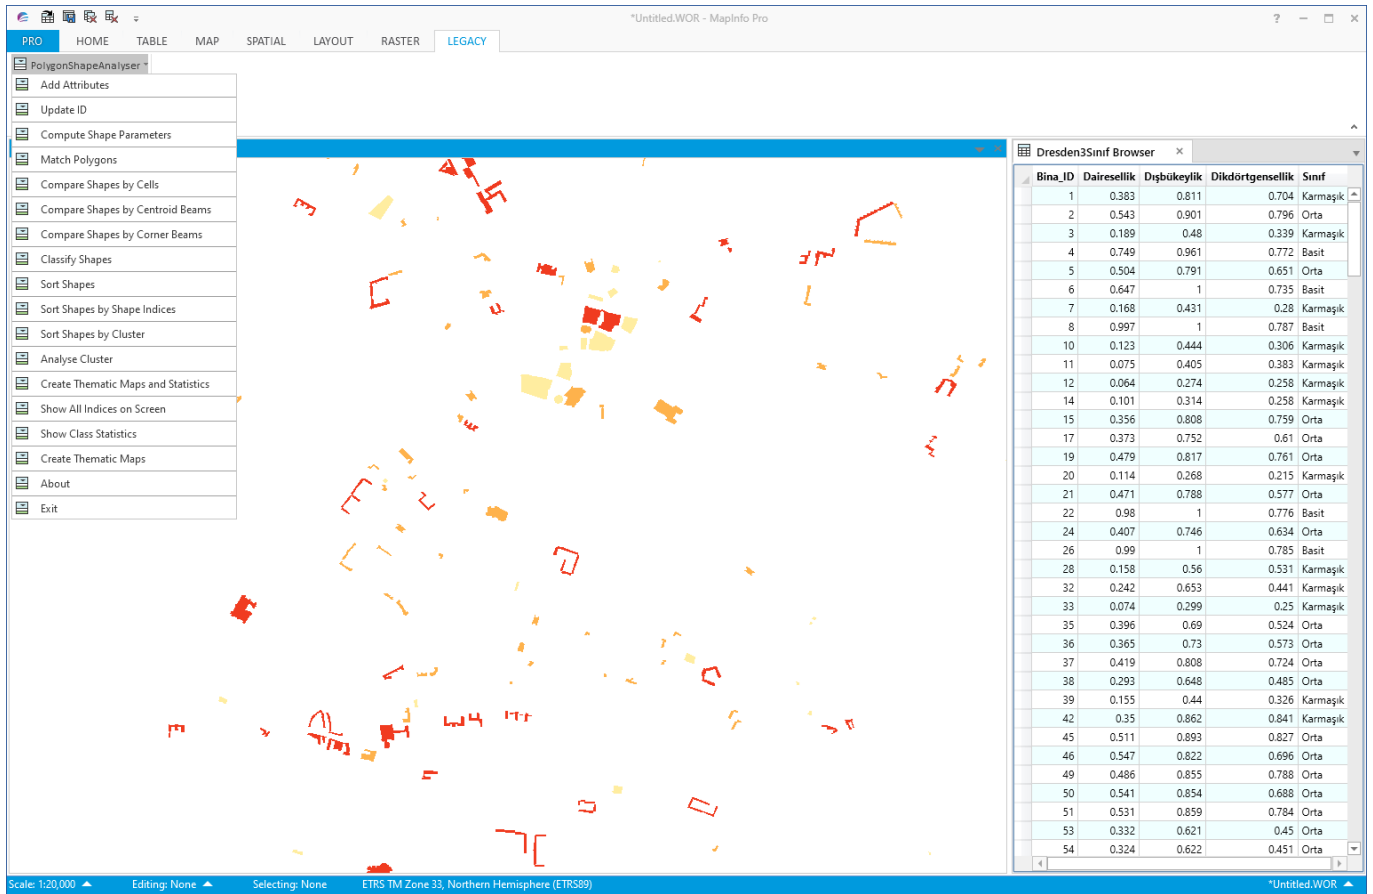 *Untitled.WOR - MapInfo Pro
PRO HOME TABLE MAP SPATIAL LAYOUT RASTER LEGACY
PolygonShapeAnalyser
Add Attributes
Update ID
Compute Shape Parameters
Match Polygons
Compare Shapes by Cells
Compare Shapes by Centroid Beams
Compare Shapes by Corner Beams
Classify Shapes
Sort Shapes
Sort Shapes by Shape Indices
Sort Shapes by Cluster
Analyse Cluster
Create Thematic Maps and Statistics
Show All Indices on Screen
Show Class Statistics
Create Thematic Maps
About
Exit
Dresden3Sınıf Browser
Bina_ID Dairesellik Dışbükeylik Dikdörtgensellik Sınıf
1 0.383 0.811 0.704 Karmaşık
2 0.543 0.901 0.796 Orta
3 0.189 0.48 0.339 Karmaşık
4 0.749 0.961 0.772 Basit
5 0.504 0.791 0.651 Orta
6 0.647 1 0.735 Basit
7 0.168 0.431 0.28 Karmaşık
8 0.997 1 0.787 Basit
10 0.123 0.444 0.306 Karmaşık
11 0.075 0.405 0.383 Karmaşık
12 0.064 0.274 0.258 Karmaşık
14 0.101 0.314 0.258 Karmaşık
15 0.356 0.808 0.759 Orta
17 0.373 0.752 0.61 Orta
19 0.479 0.817 0.761 Orta
20 0.114 0.268 0.215 Karmaşık
21 0.471 0.788 0.577 Orta
22 0.98 1 0.776 Basit
24 0.407 0.746 0.634 Orta
26 0.99 1 0.785 Basit
28 0.158 0.56 0.531 Karmaşık
32 0.242 0.653 0.441 Karmaşık
33 0.074 0.299 0.25 Karmaşık
35 0.396 0.69 0.524 Orta
36 0.365 0.73 0.573 Orta
37 0.419 0.808 0.724 Orta
38 0.293 0.648 0.485 Orta
39 0.155 0.44 0.326 Karmaşık
42 0.35 0.862 0.841 Karmaşık
45 0.511 0.893 0.827 Orta
46 0.547 0.822 0.696 Orta
49 0.486 0.855 0.788 Orta
50 0.541 0.854 0.688 Orta
51 0.531 0.859 0.784 Orta
53 0.332 0.621 0.45 Orta
54 0.324 0.622 0.451 Orta
Scale: 1:20,000 Editing: None Selecting: None ETRS TM Zone 33, Northern Hemisphere (ETRS89) *Untitled.WOR